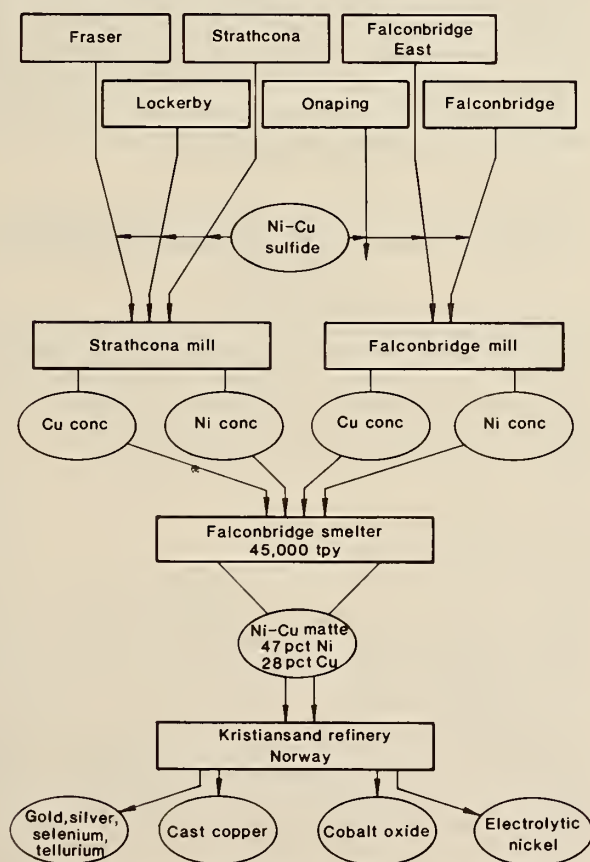 Fraser
Strathcona
Falconbridge
East
Lockerby
Onaping
Falconbridge
Ni-Cu
sulfide
Strathcona mill
Falconbridge mill
Cu conc
Ni conc
Cu conc
Ni conc
Falconbridge smelter
45,000 tpy
Ni-Cu matte
47 pct Ni
28 pct Cu
Kristiansand refinery
Norway
Gold, silver,
selenium,
tellurium
Cast copper
Cobalt oxide
Electrolytic
nickel